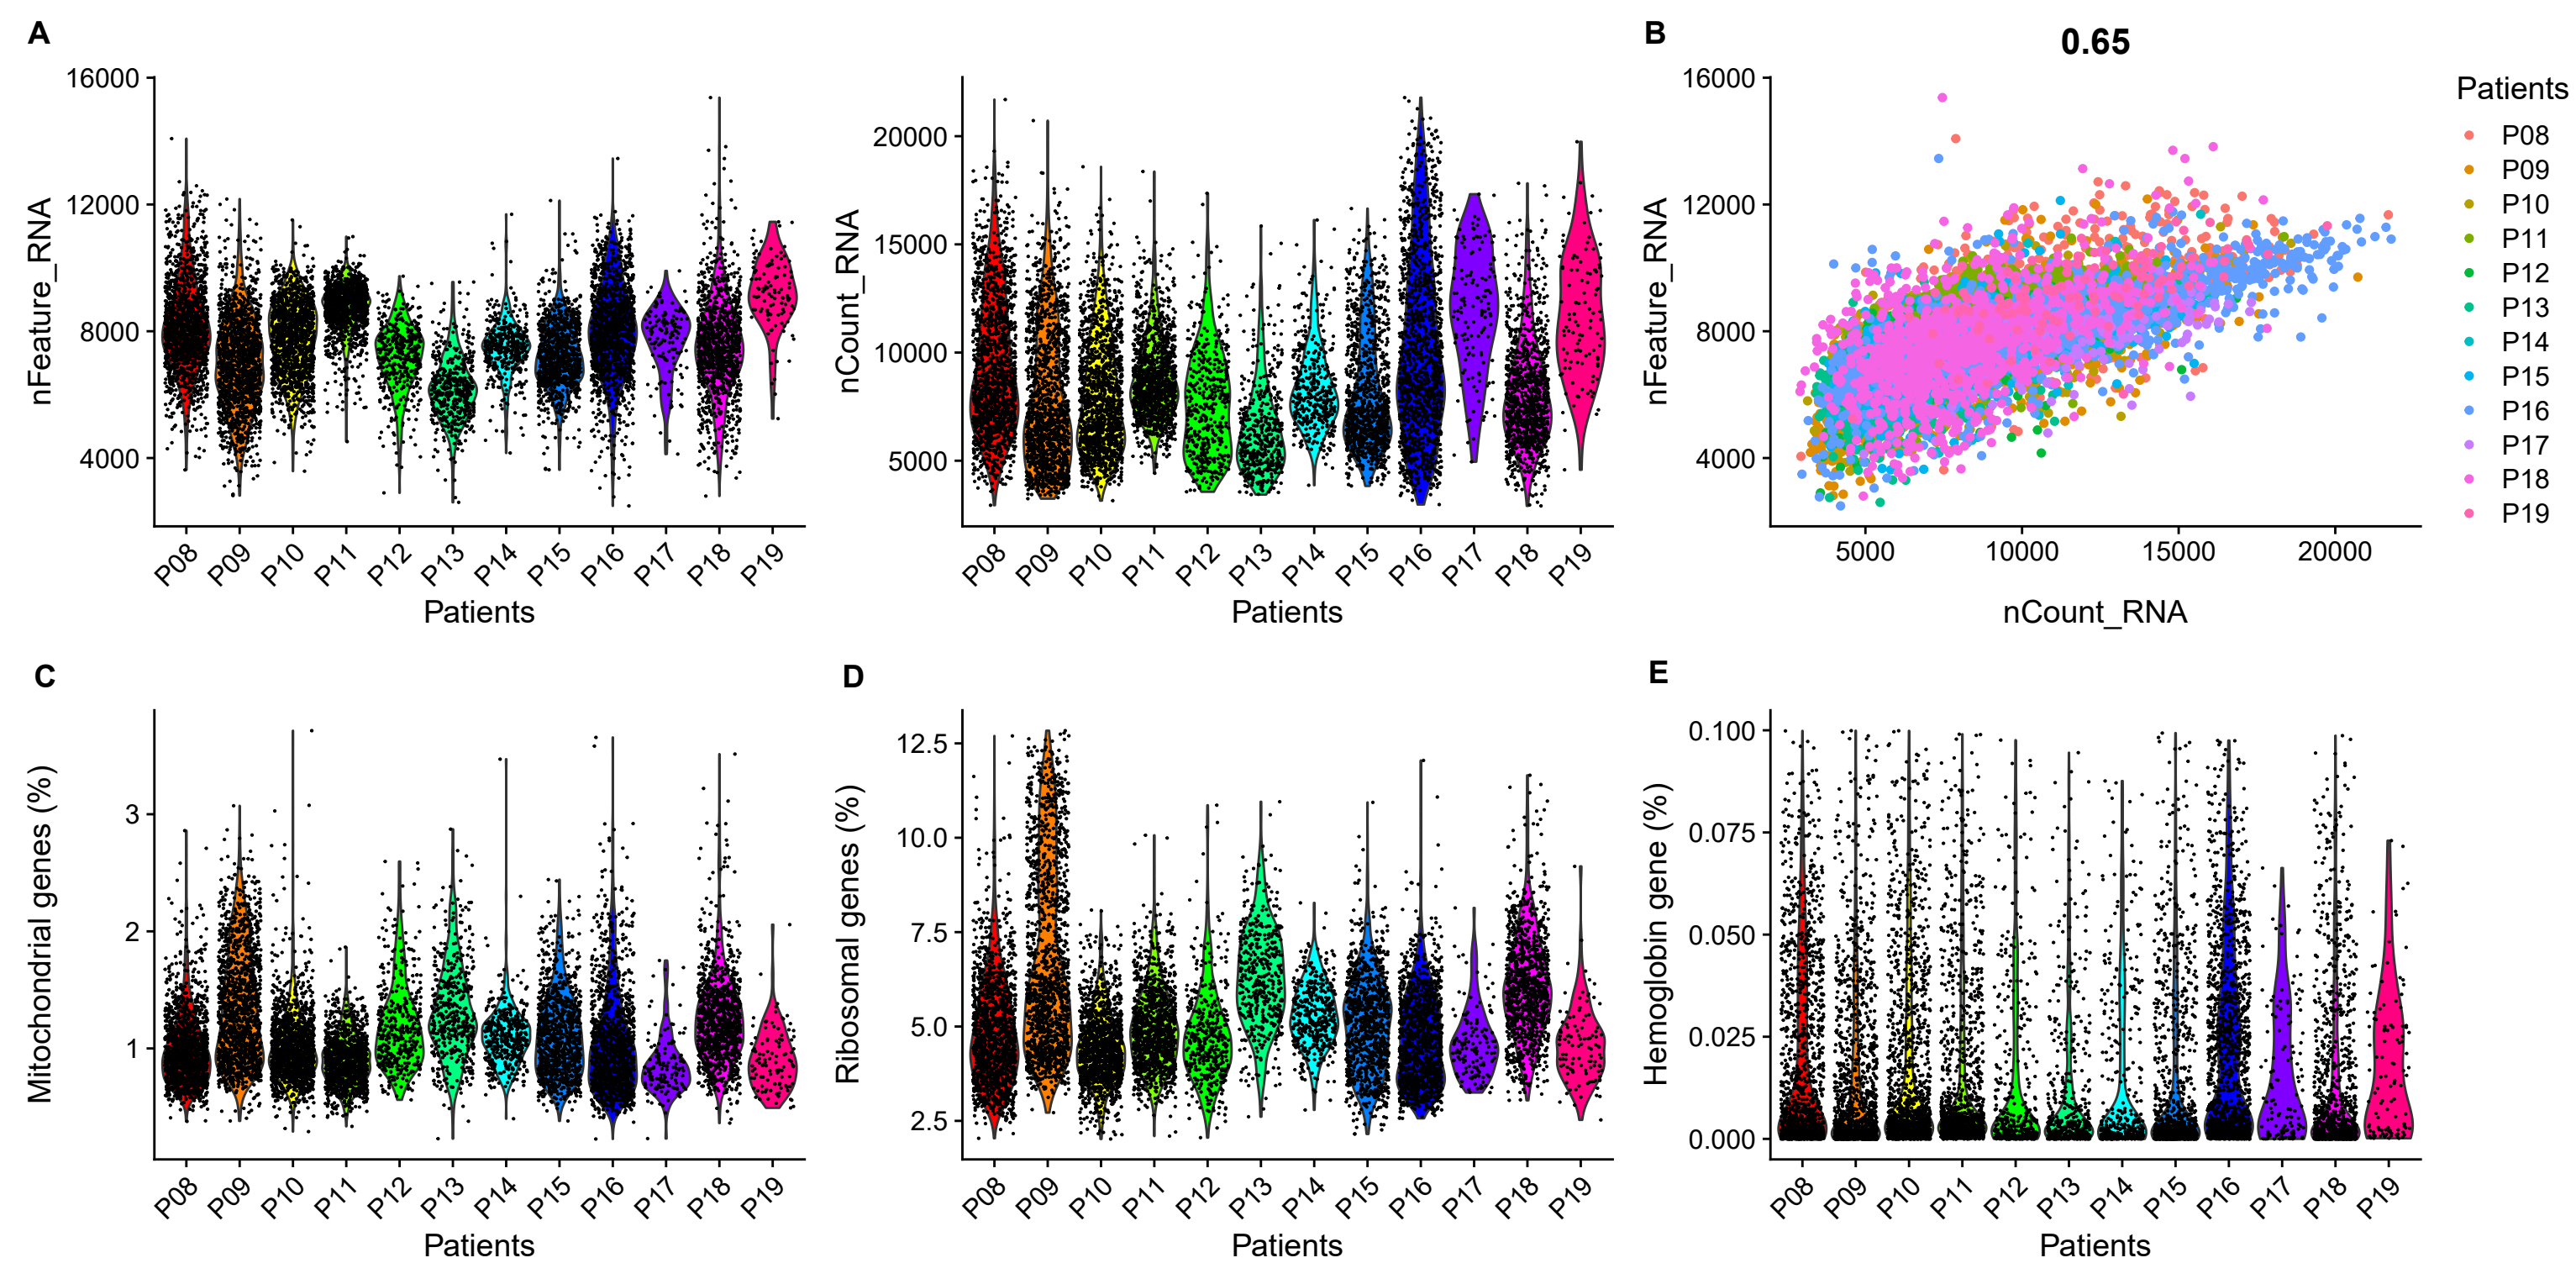 A
nFeature_RNA
16000
12000
8000
4000
P08 P09 P10 P11 P12 P13 P14 P15 P16 P17 P18 P19
Patients
nCount_RNA
20000
15000
10000
5000
P08 P09 P10 P11 P12 P13 P14 P15 P16 P17 P18 P19
Patients
B
0.65
nFeature_RNA
16000
12000
8000
4000
5000 10000 15000 20000
nCount_RNA
Patients
P08
P09
P10
P11
P12
P13
P14
P15
P16
P17
P18
P19
C
Mitochondrial genes (%)
3
2
1
P08 P09 P10 P11 P12 P13 P14 P15 P16 P17 P18 P19
Patients
D
Ribosomal genes (%)
12.5
10.0
7.5
5.0
2.5
P08 P09 P10 P11 P12 P13 P14 P15 P16 P17 P18 P19
Patients
E
Hemoglobin gene (%)
0.100
0.075
0.050
0.025
0.000
P08 P09 P10 P11 P12 P13 P14 P15 P16 P17 P18 P19
Patients